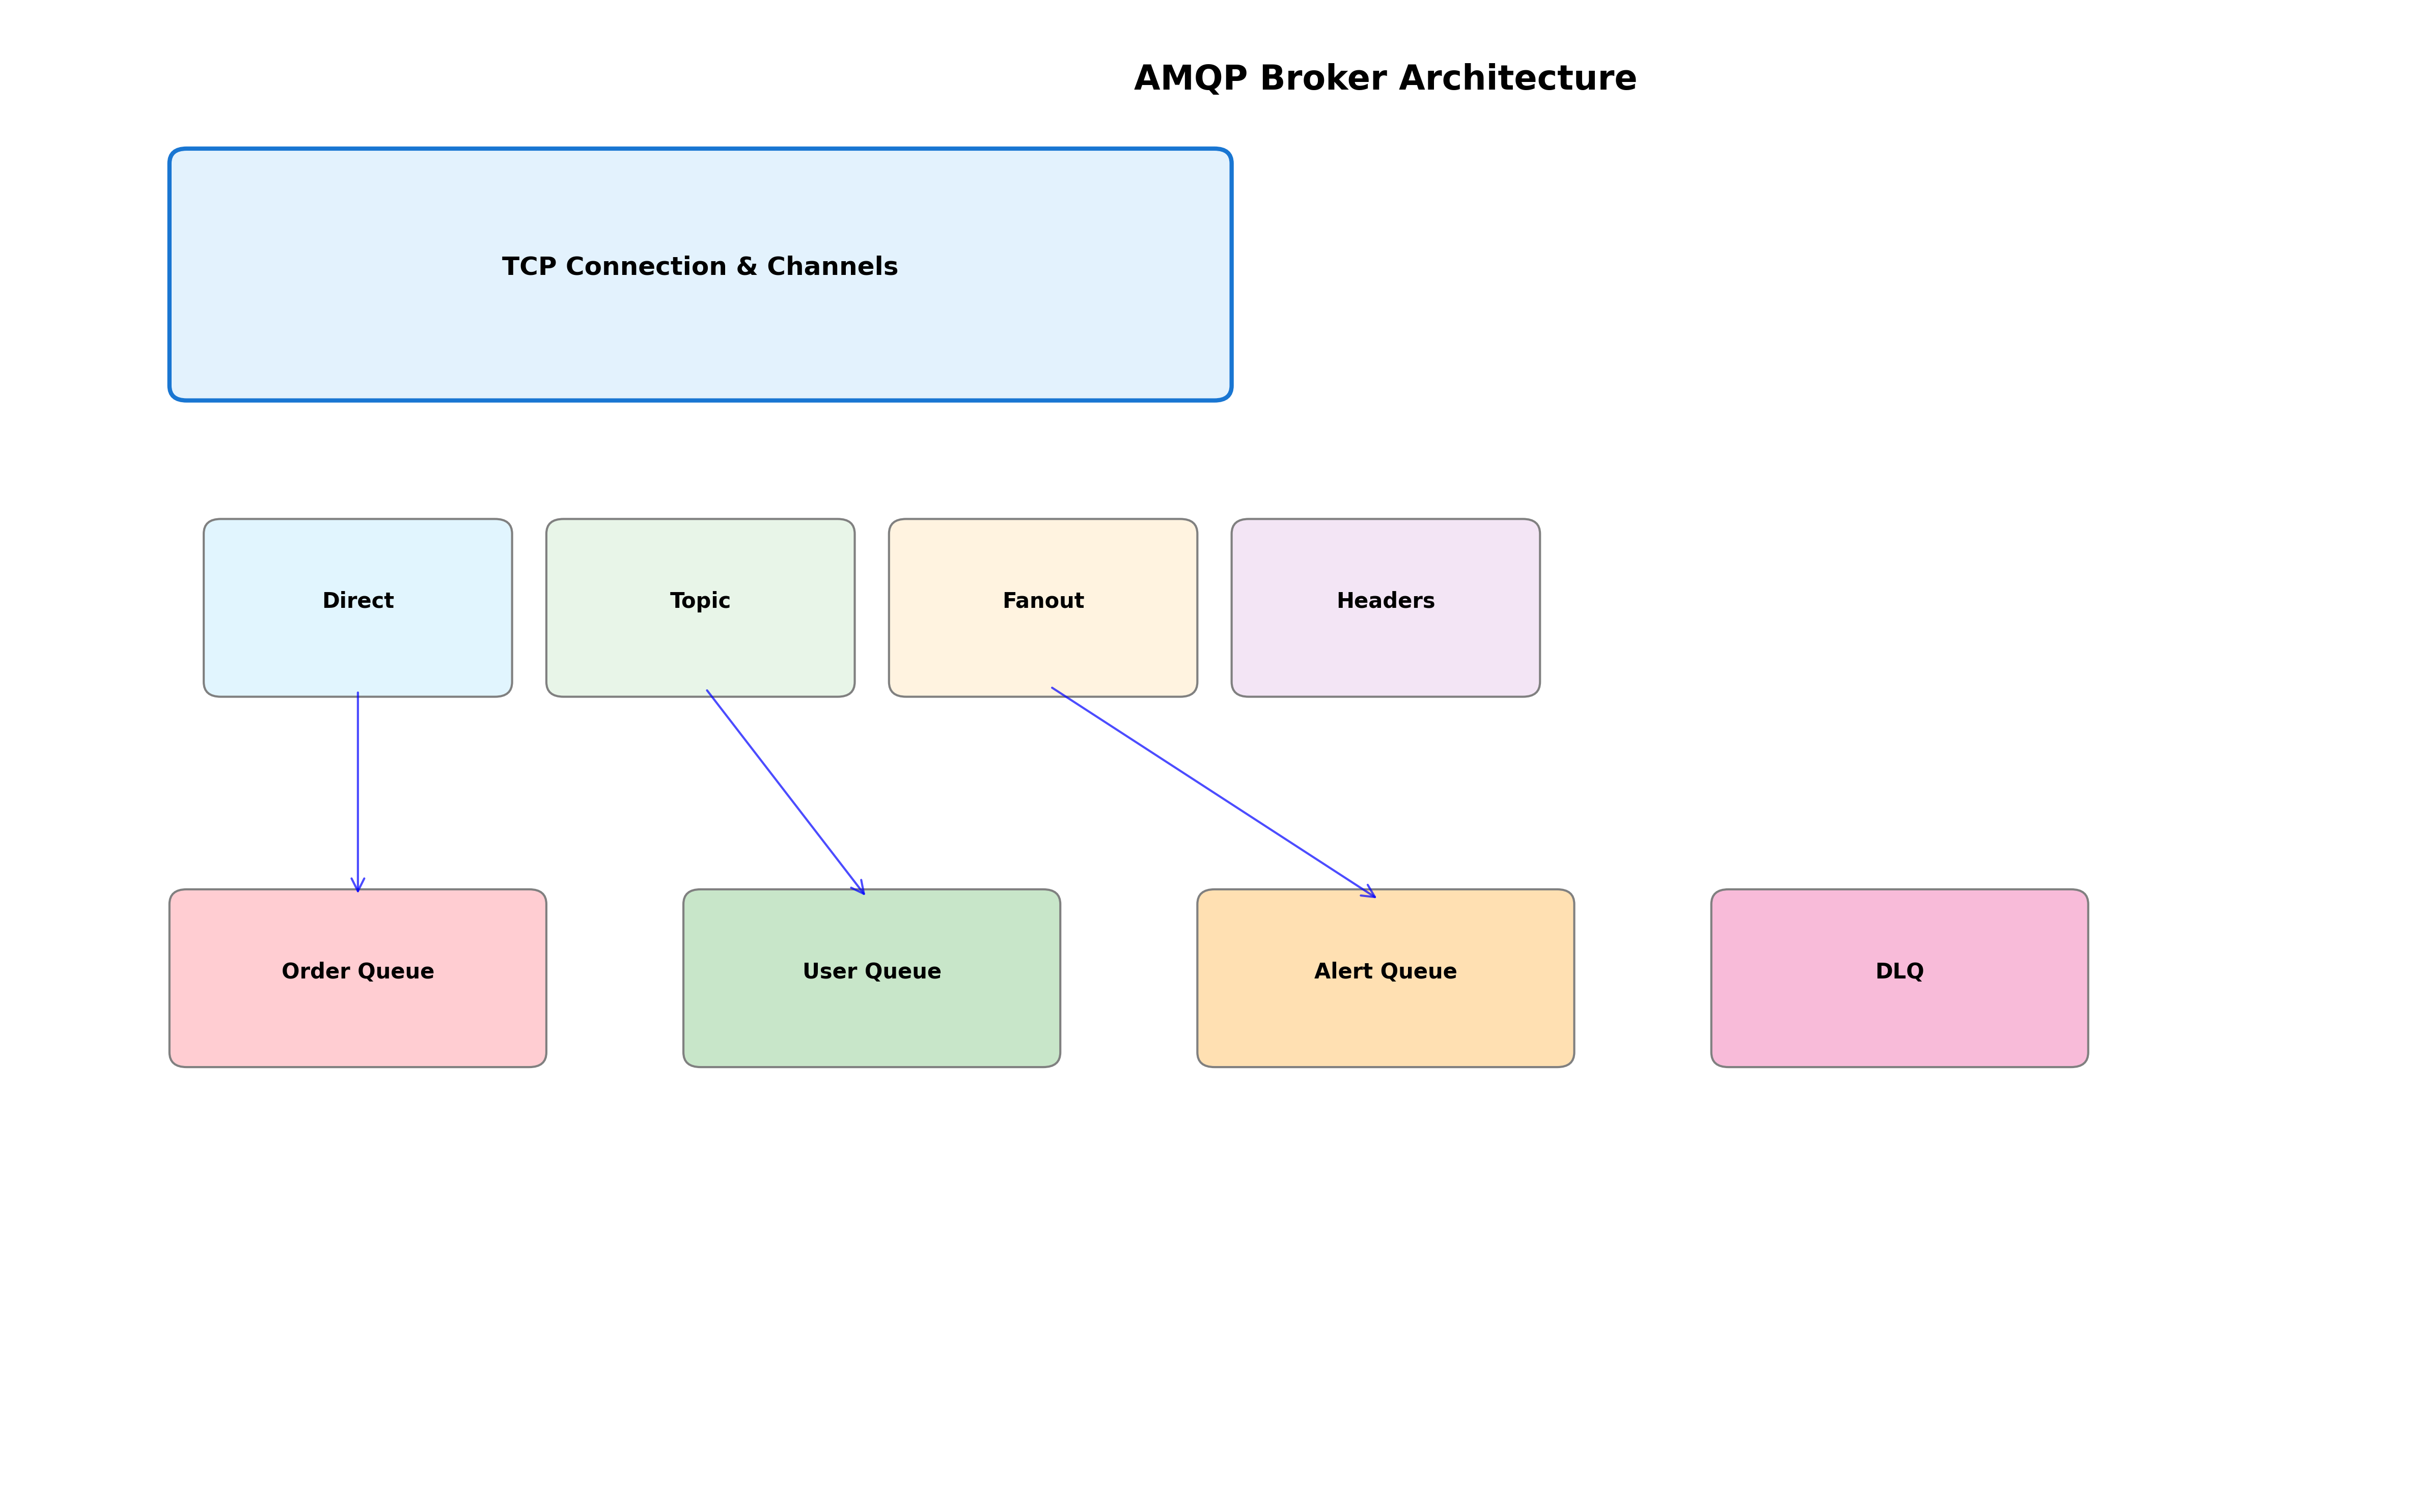 AMQP Broker Architecture
TCP Connection & Channels
Direct
Topic
Fanout
Headers
Order Queue
User Queue
Alert Queue
DLQ